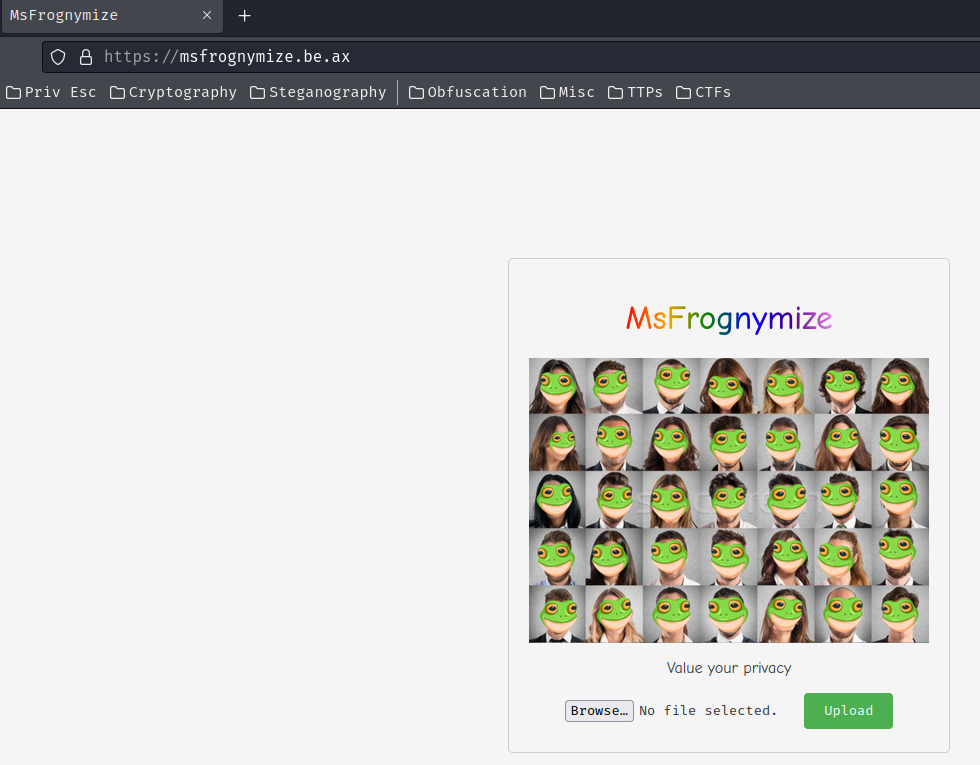 MsFrognymize
https://msfrognymize.be.ax
Priv Esc Cryptography Steganography Obfuscation Misc TTPs CTFs
MsFrognymize
Value your privacy
Browse… No file selected. Upload